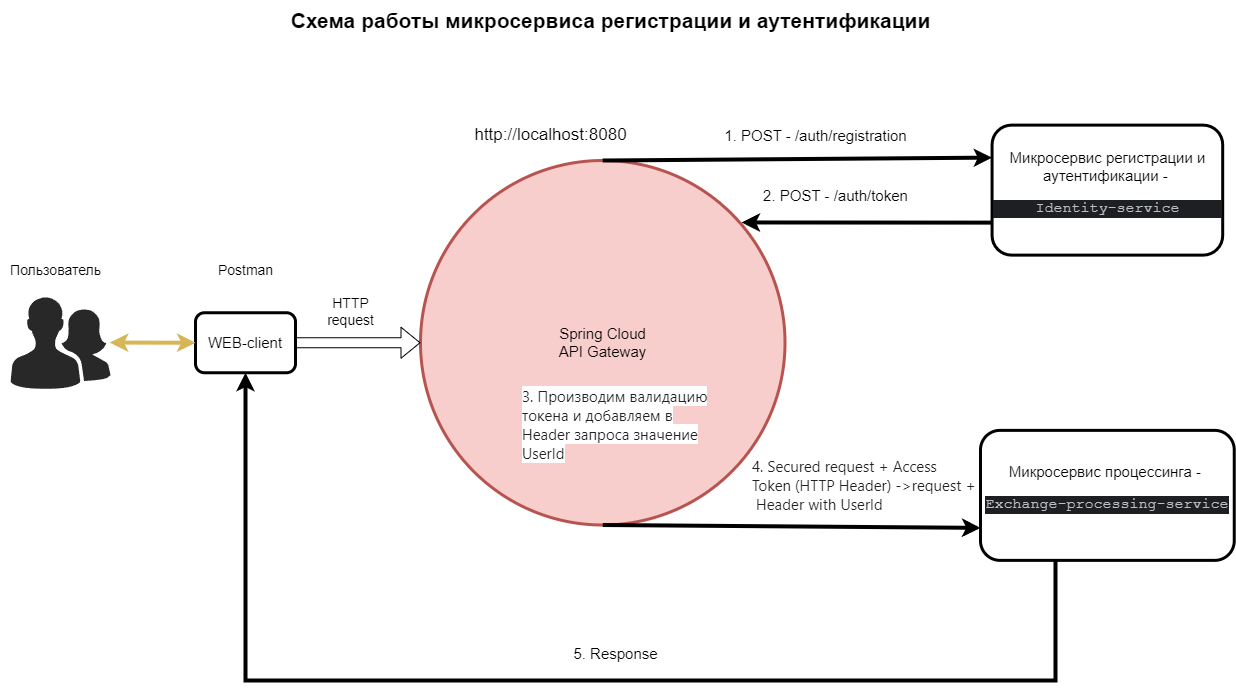 Схема работы микросервиса регистрации и аутентификации
http://localhost:8080
1. POST - /auth/registration
Микросервис регистрации и
аутентификации -
Identity-service
2. POST - /auth/token
Пользователь
Postman
HTTP
request
WEB-client
Spring Cloud
API Gateway
3. Производим валидацию
токена и добавляем в
Header запроса значение
UserId
4. Secured request + Access
Token (HTTP Header) ->request +
Header with UserId
Микросервис процессинга -
Exchange-processing-service
5. Response